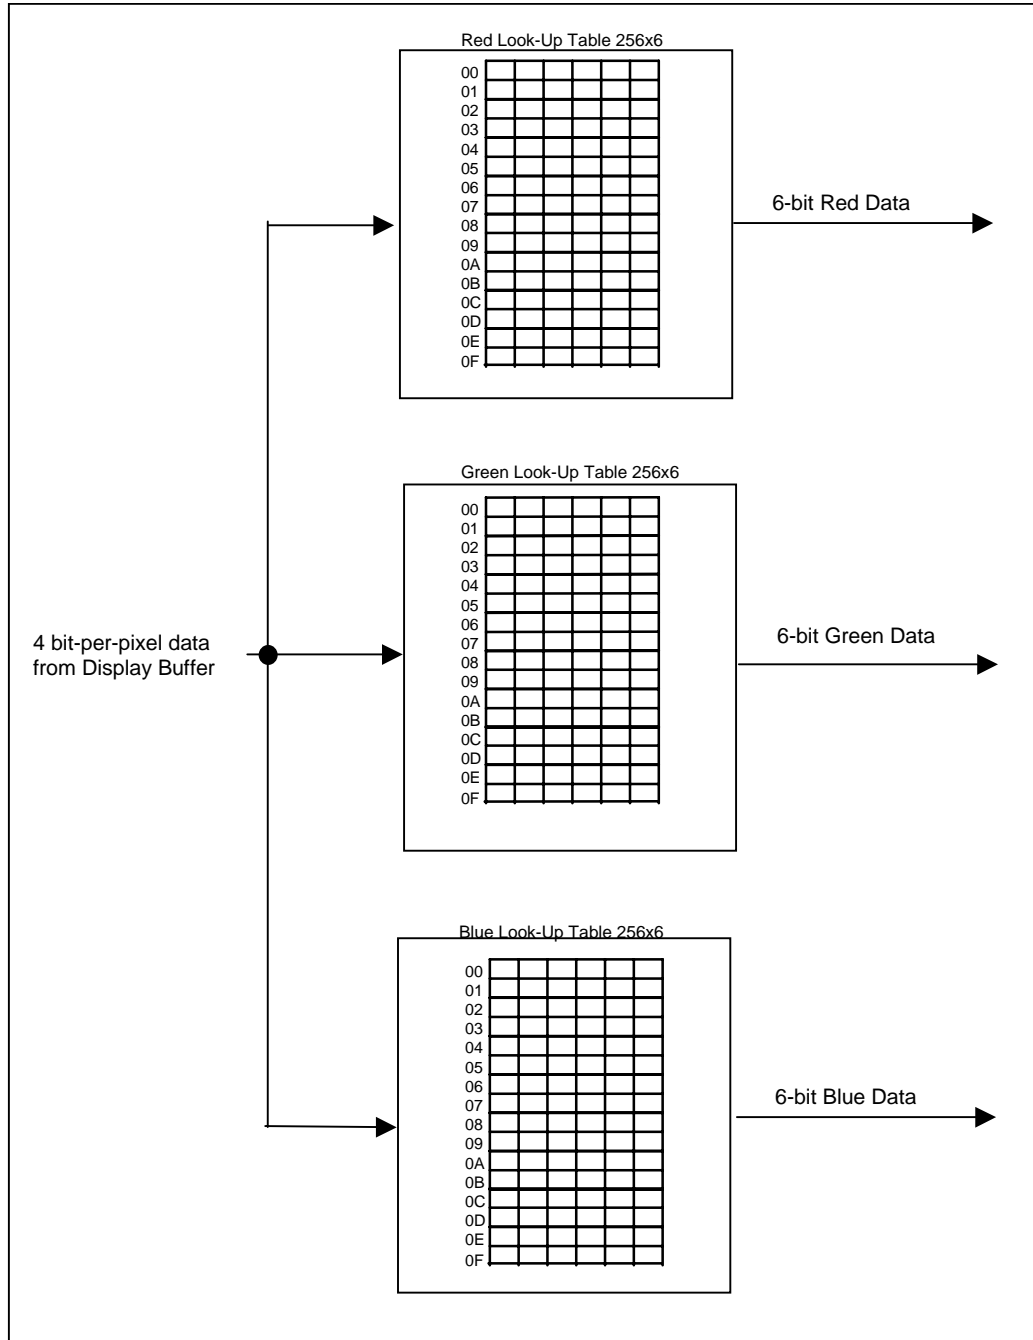 Red Look-Up Table 256x6
00
01
02
03
04
05
06
07
08
09
0A
0B
0C
0D
0E
0F
6-bit Red Data
Green Look-Up Table 256x6
00
01
02
03
04
05
06
07
08
09
0A
0B
0C
0D
0E
0F
4 bit-per-pixel data
from Display Buffer
6-bit Green Data
Blue Look-Up Table 256x6
00
01
02
03
04
05
06
07
08
09
0A
0B
0C
0D
0E
0F
6-bit Blue Data